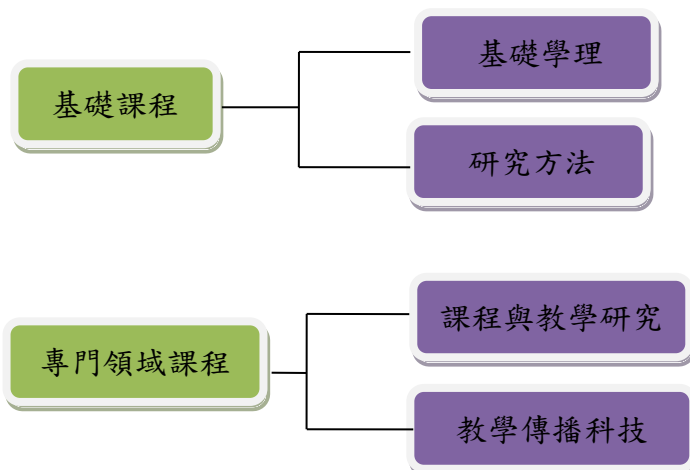 基礎學理
基礎課程
研究方法
課程與教學研究
專門領域課程
教學傳播科技